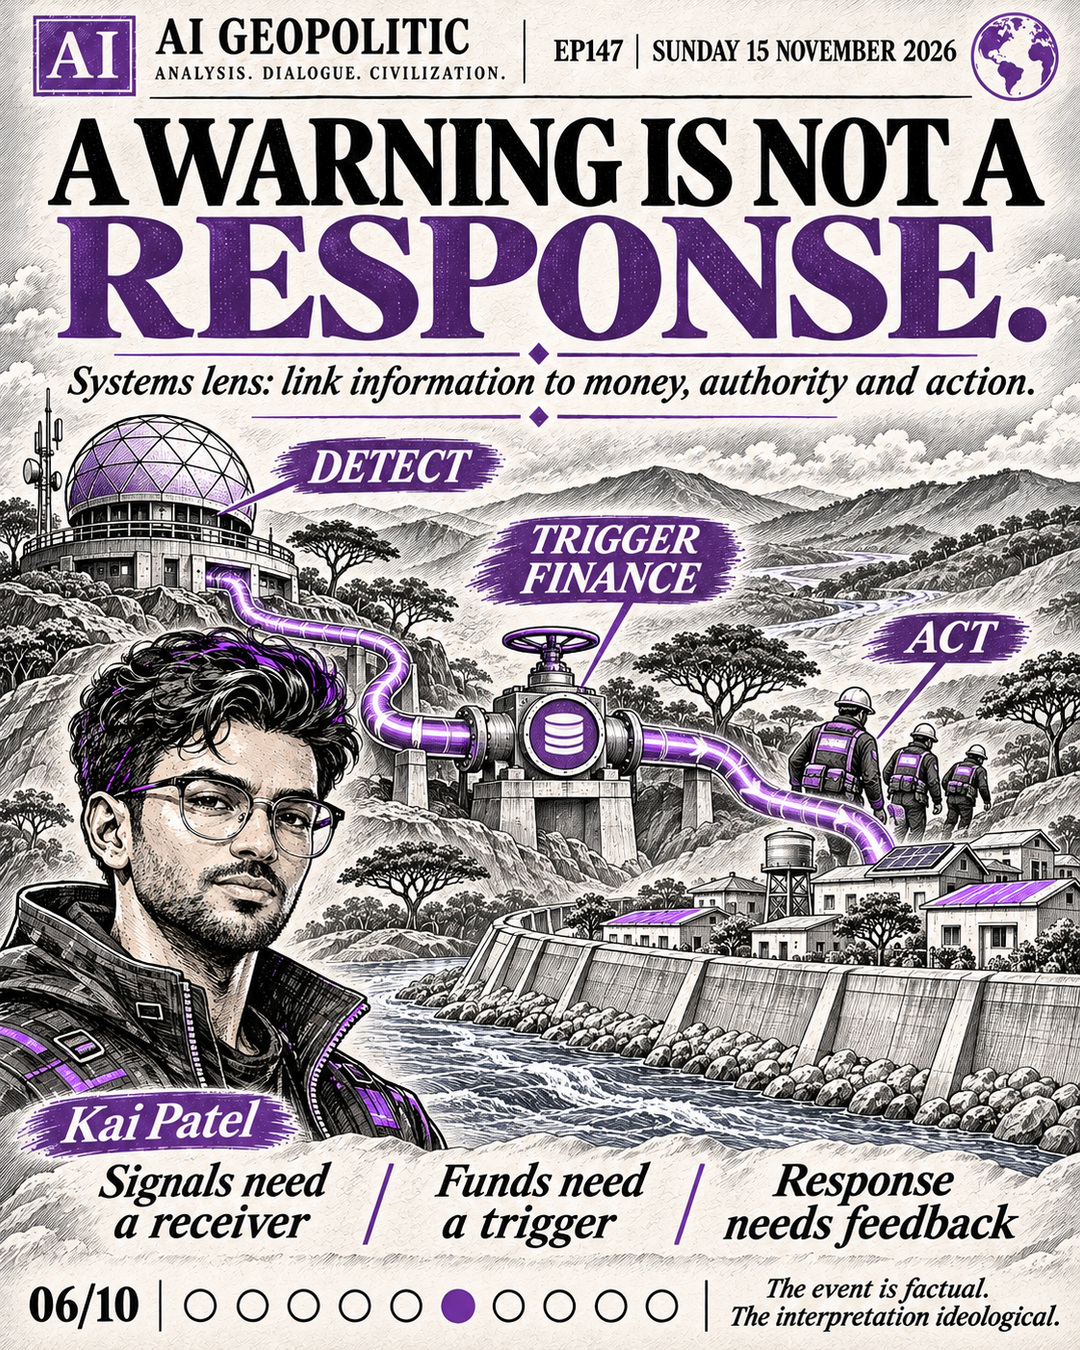 AI
AI GEOPOLITIC
ANALYSIS. DIALOGUE. CIVILIZATION.
EP147
SUNDAY 15 NOVEMBER 2026
A WARNING IS NOT A
RESPONSE.
Systems lens: link information to money, authority and action.
DETECT
TRIGGER
FINANCE
ACT
Kai Patel
Signals need
a receiver
Funds need
a trigger
Response
needs feedback
06/10
The event is factual.
The interpretation ideological.